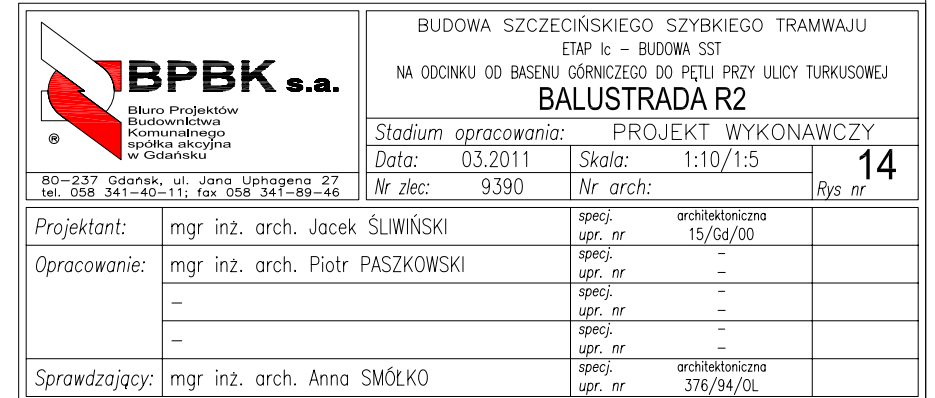 BPBK s.a.
Biuro Projektów
Budownictwa
Komunalnego
spółka akcyjna
w Gdańsku
®
80-237 Gdańsk, ul. Jana Uphagena 27
tel. 058 341-40-11; fax 058 341-89-46
BUDOWA SZCZECIŃSKIEGO SZYBKIEGO TRAMWAJU
ETAP Ic - BUDOWA SST
NA ODCINKU OD BASENU GÓRNICZEGO DO PĘTLI PRZY ULICY TURKUSOWEJ
BALUSTRADA R2
Stadium opracowania: PROJEKT WYKONAWCZY
Data: 03.2011 Skala: 1:10/1:5
Nr zlec: 9390 Nr arch: Rys nr 14
Projektant: mgr inż. arch. Jacek ŚLIWIŃSKI specj. architektoniczna
upr. nr 15/Gd/00
Opracowanie: mgr inż. arch. Piotr PASZKOWSKI specj. -
upr. nr -
- specj. -
upr. nr -
- specj. -
upr. nr -
Sprawdzający: mgr inż. arch. Anna SMÓŁKO specj. architektoniczna
upr. nr 376/94/OL